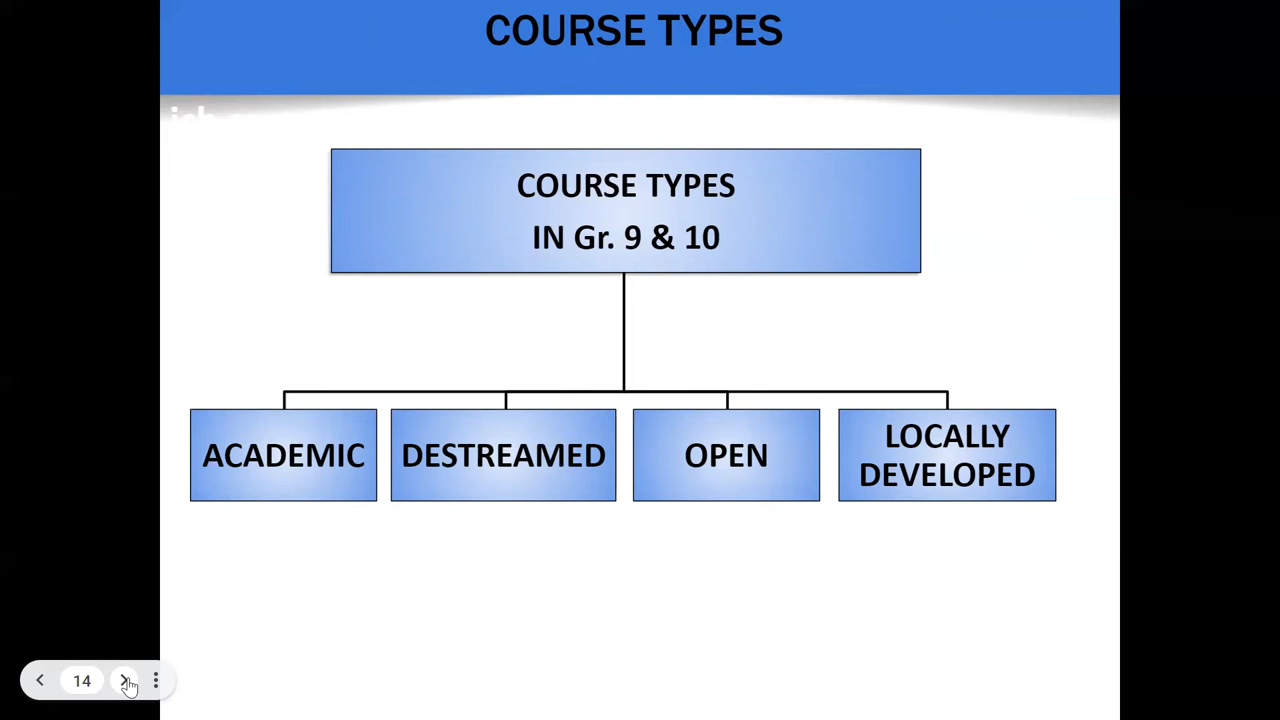 COURSE TYPES
COURSE TYPES
IN Gr. 9 & 10
ACADEMIC
DESTREAMED
OPEN
LOCALLY
DEVELOPED
14